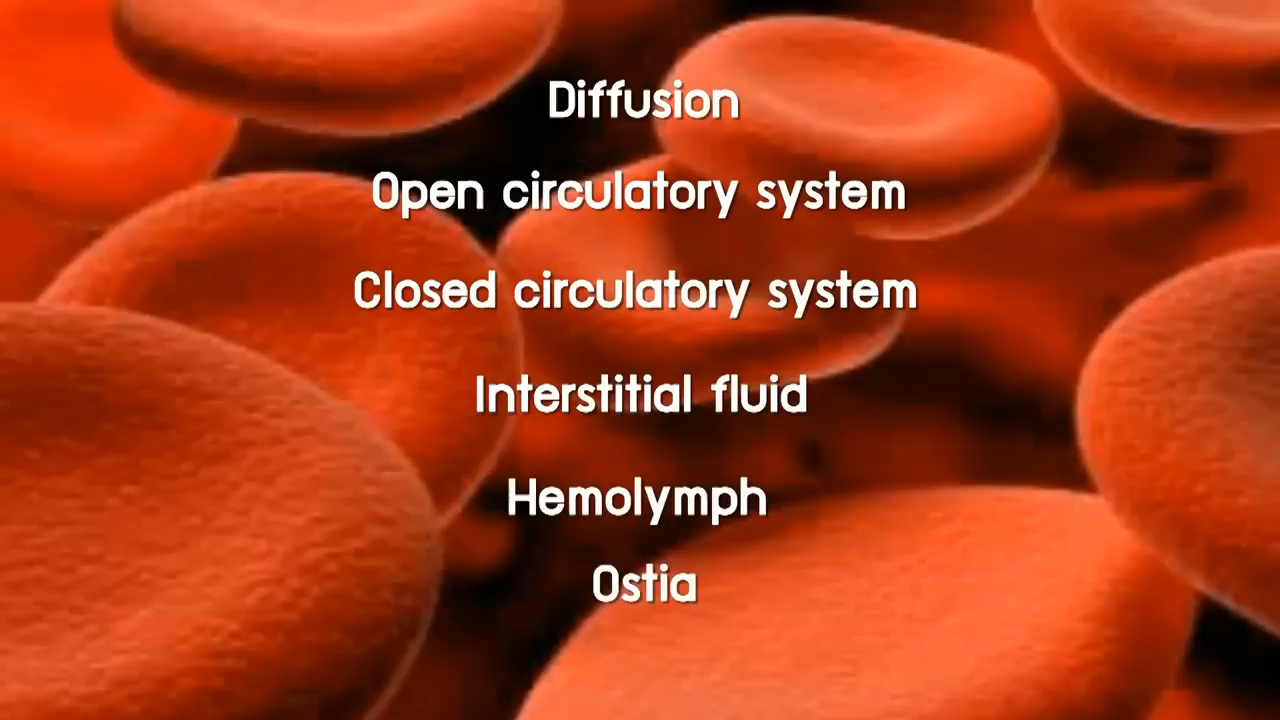 Diffusion
Open circulatory system
Closed circulatory system
Interstitial fluid
Hemolymph
Ostia